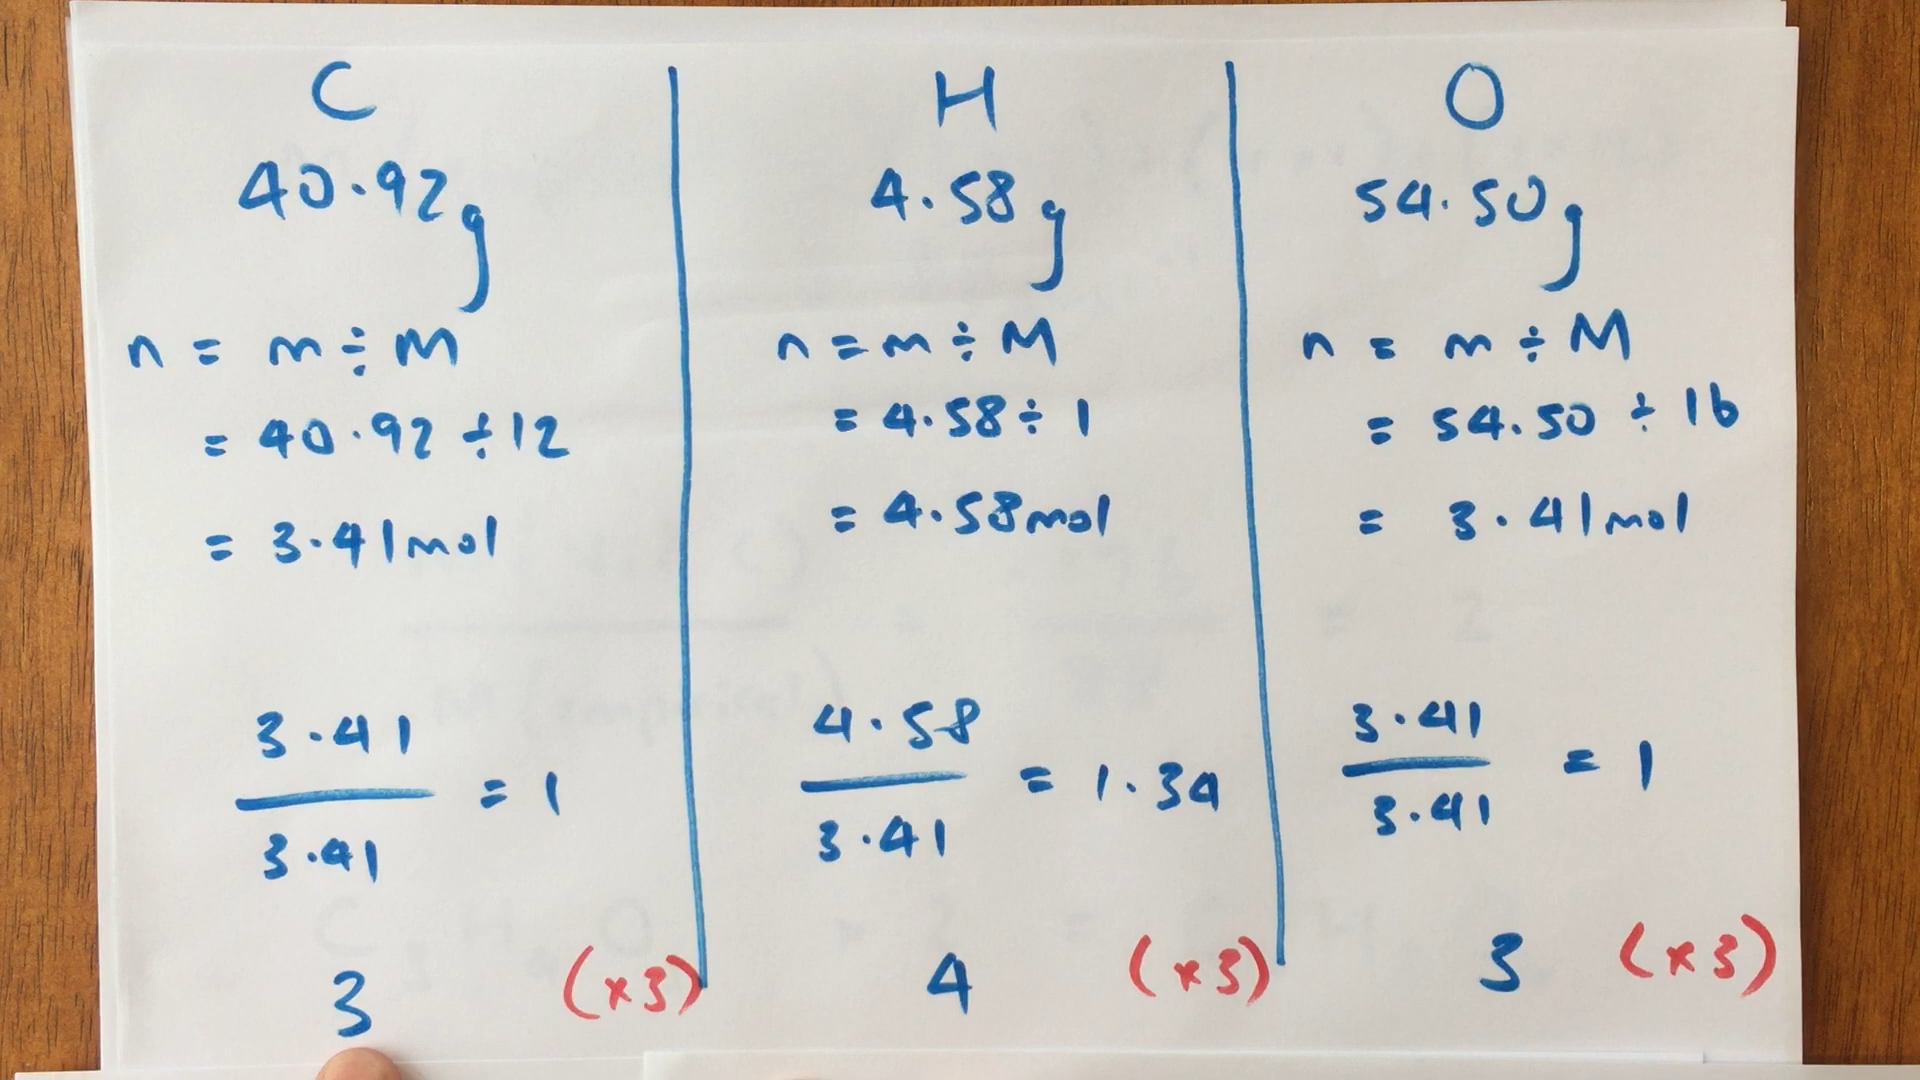 C
40.92g
n = m ÷ M
= 40.92 ÷ 12
= 3.41mol
3.41
3.41
= 1
3 (×3)
H
4.58g
n = m ÷ M
= 4.58 ÷ 1
= 4.58mol
4.58
3.41
= 1.34
4 (×3)
O
54.50g
n = m ÷ M
= 54.50 ÷ 16
= 3.41mol
3.41
3.41
= 1
3 (×3)